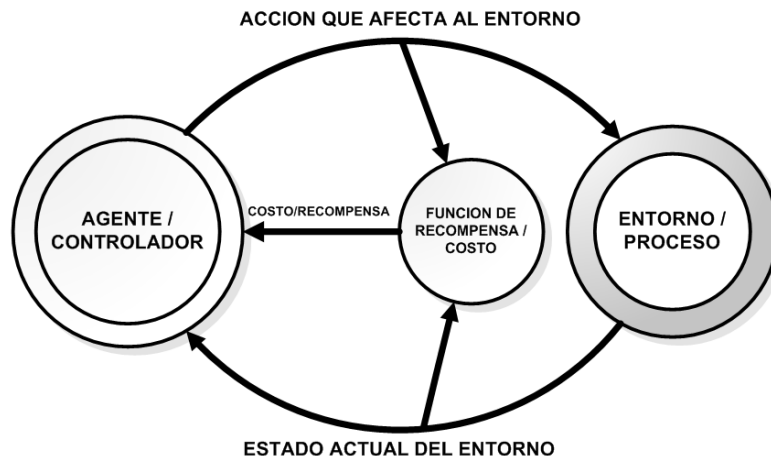 ACCION QUE AFECTA AL ENTORNO
AGENTE /
CONTROLADOR
COSTO/RECOMPENSA
FUNCION DE
RECOMPENSA /
COSTO
ENTORNO /
PROCESO
ESTADO ACTUAL DEL ENTORNO